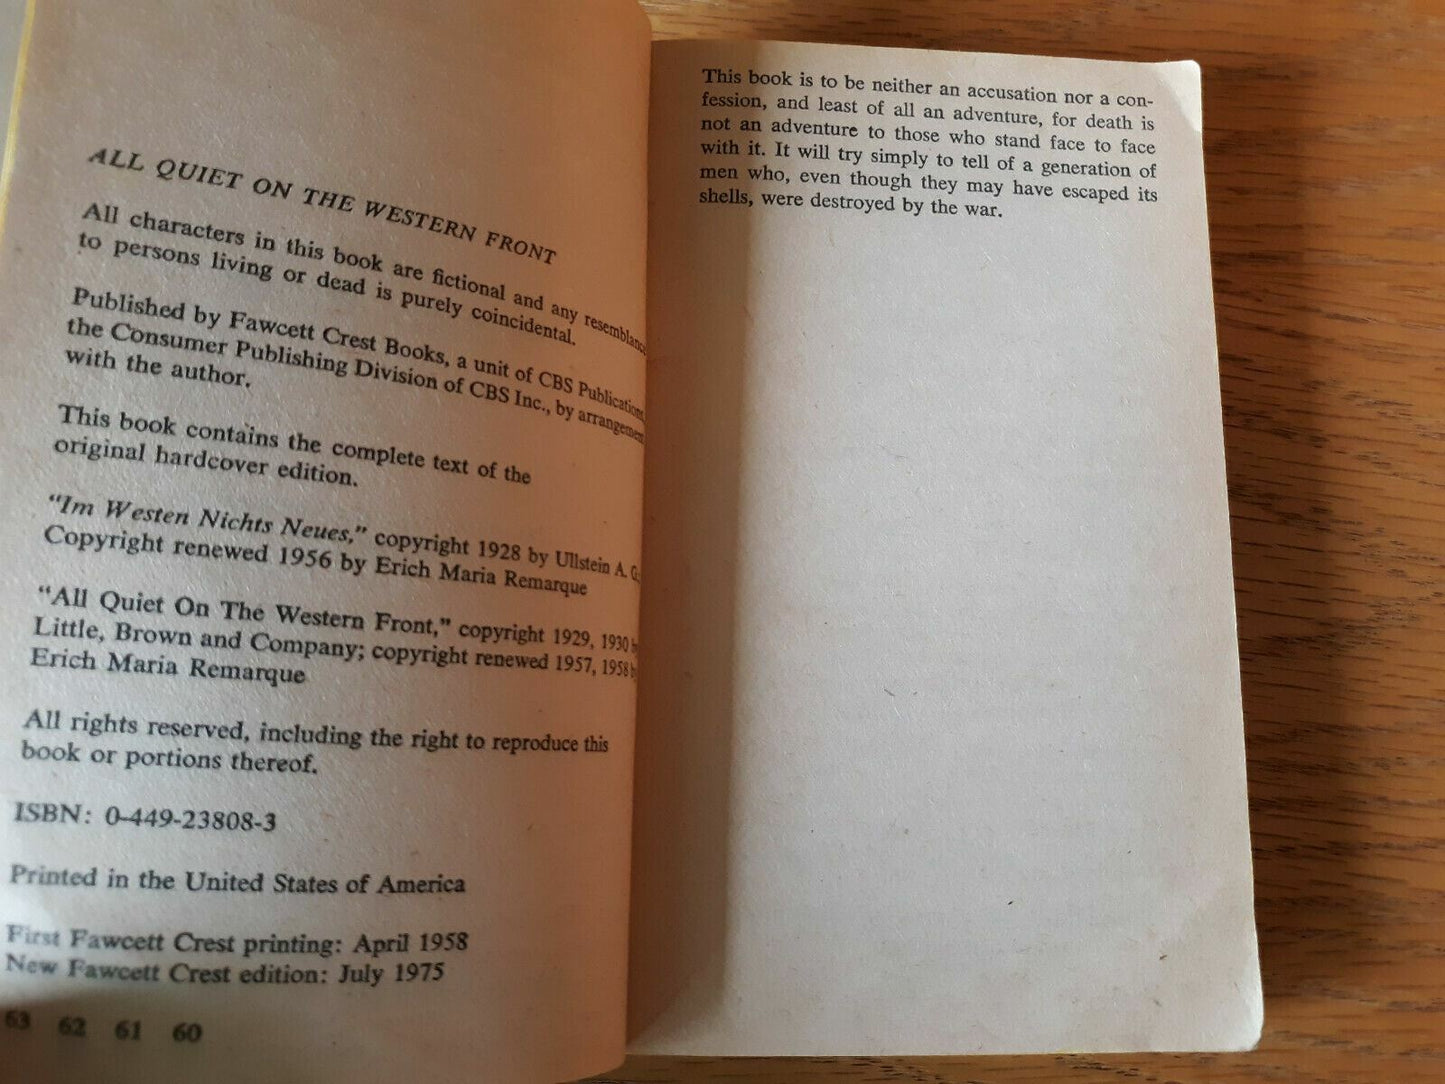 ALL QUIET ON THE WESTERN FRONT
All characters in this book are fictional and any resemblance
to persons living or dead is purely coincidental.
Published by Fawcett Crest Books, a unit of CBS Publications,
the Consumer Publishing Division of CBS Inc., by arrangement
with the author.
This book contains the complete text of the
original hardcover edition.
"Im Westen Nichts Neues," copyright 1928 by Ullstein A. G.;
Copyright renewed 1956 by Erich Maria Remarque
"All Quiet On The Western Front," copyright 1929, 1930
Little, Brown and Company; copyright renewed 1957, 1958
Erich Maria Remarque
All rights reserved, including the right to reproduce this
book or portions thereof.
ISBN: 0-449-23808-3
Printed in the United States of America
First Fawcett Crest printing: April 1958
New Fawcett Crest edition: July 1975
63 62 61 60
This book is to be neither an accusation nor a con-
fession, and least of all an adventure, for death is
not an adventure to those who stand face to face
with it. It will try simply to tell of a generation of
men who, even though they may have escaped its
shells, were destroyed by the war.